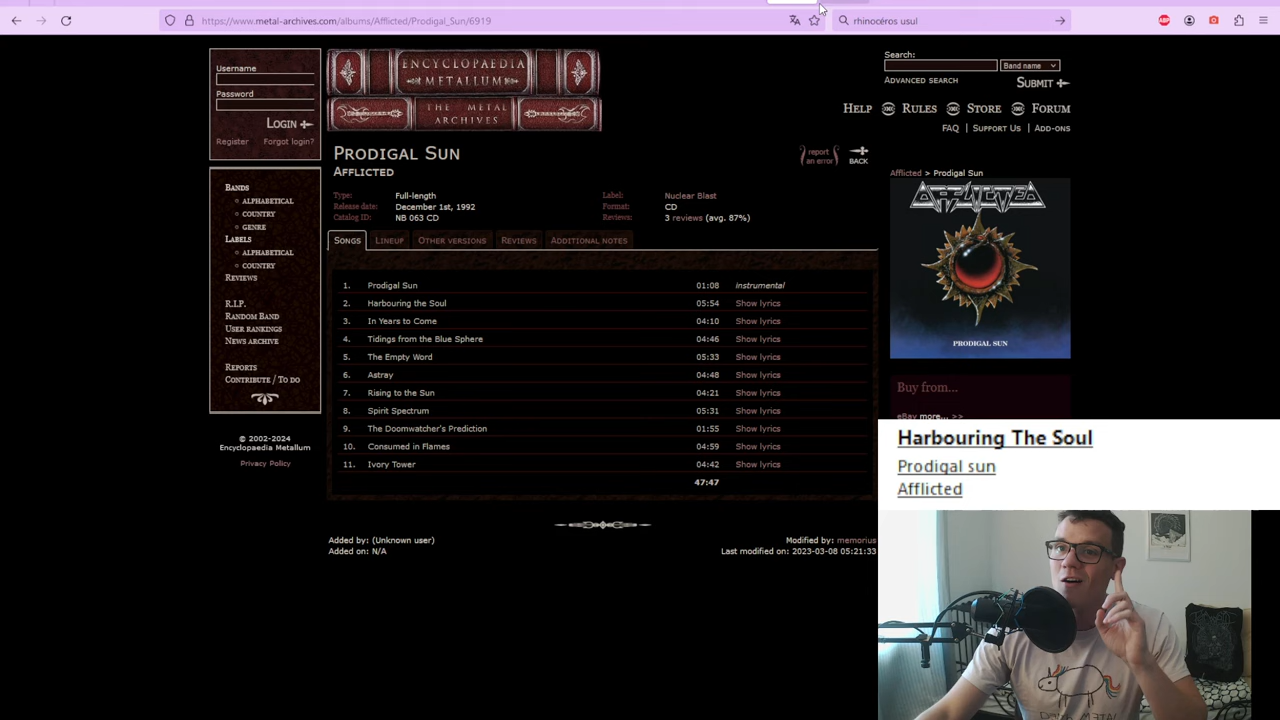 https://www.metal-archives.com/albums/Afflicted/Prodigal_Sun/6919
rhinocéros usul
ABP
Username
Password
LOGIN
Register Forgot login?
ENCYCLOPAEDIA
METALLUM
THE METAL
ARCHIVES
Search:
Band name
ADVANCED SEARCH
SUBMIT
HELP RULES STORE FORUM
FAQ | SUPPORT US | ADD-ONS
BANDS
ALPHABETICAL
COUNTRY
GENRE
LABELS
ALPHABETICAL
COUNTRY
REVIEWS
R.I.P.
RANDOM BAND
USER RANKINGS
NEWS ARCHIVE
REPORTS
CONTRIBUTE / TO DO
© 2002-2024
Encyclopaedia Metallum
Privacy Policy
PRODIGAL SUN
AFFLICTED
report
an error
BACK
Type: Full-length
Release date: December 1st, 1992
Catalog ID: NB 063 CD
Label: Nuclear Blast
Format: CD
Reviews: 3 reviews (avg. 87%)
SONGS LINEUP OTHER VERSIONS REVIEWS ADDITIONAL NOTES
1. Prodigal Sun 01:08 instrumental
2. Harbouring the Soul 05:54 Show lyrics
3. In Years to Come 04:10 Show lyrics
4. Tidings from the Blue Sphere 04:46 Show lyrics
5. The Empty Word 05:33 Show lyrics
6. Astray 04:48 Show lyrics
7. Rising to the Sun 04:21 Show lyrics
8. Spirit Spectrum 05:31 Show lyrics
9. The Doomwatcher's Prediction 01:55 Show lyrics
10. Consumed in Flames 04:59 Show lyrics
11. Ivory Tower 04:42 Show lyrics
47:47
Added by: (Unknown user)
Added on: N/A
Modified by: memorius
Last modified on: 2023-03-08 05:21:33
Afflicted > Prodigal Sun
AFFLICTED
PRODIGAL SUN
Buy from...
eBay more... >>
Harbouring The Soul
Prodigal sun
Afflicted